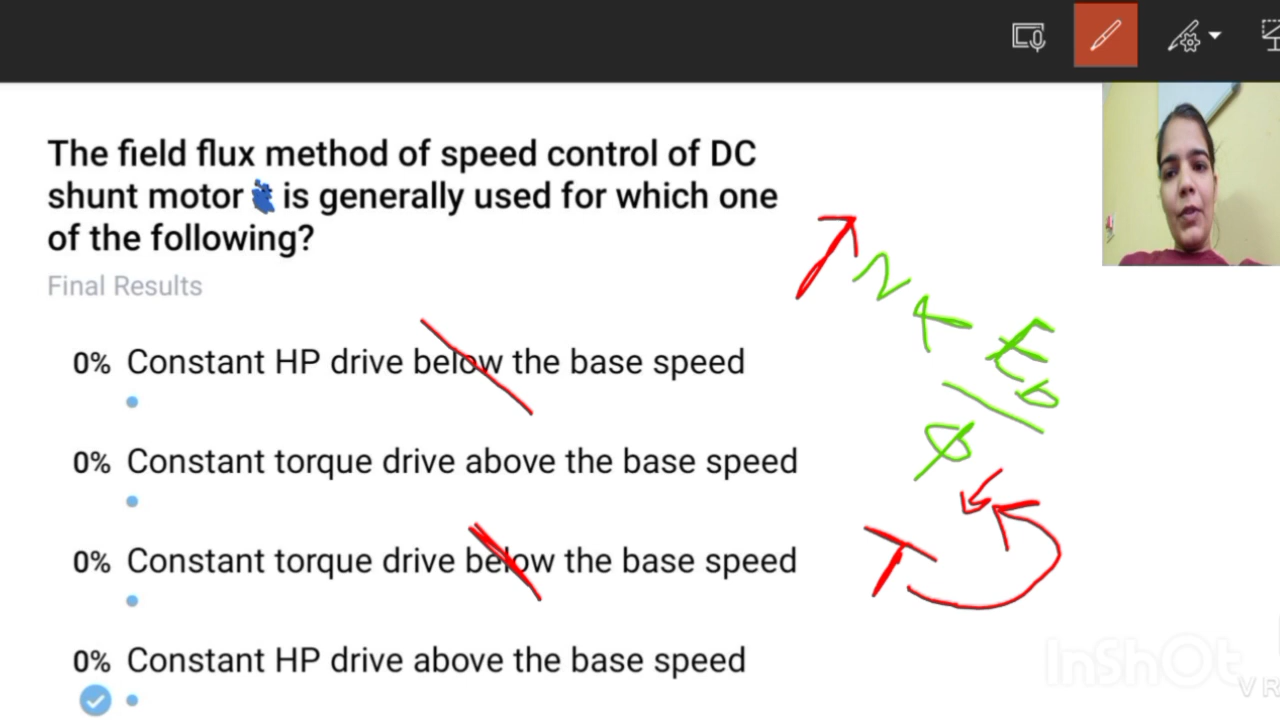 The field flux method of speed control of DC
shunt motor is generally used for which one
of the following?
Final Results
0% Constant HP drive below the base speed
0% Constant torque drive above the base speed
0% Constant torque drive below the base speed
0% Constant HP drive above the base speed
N ← Eb
ϕ
T
InShOt
VR